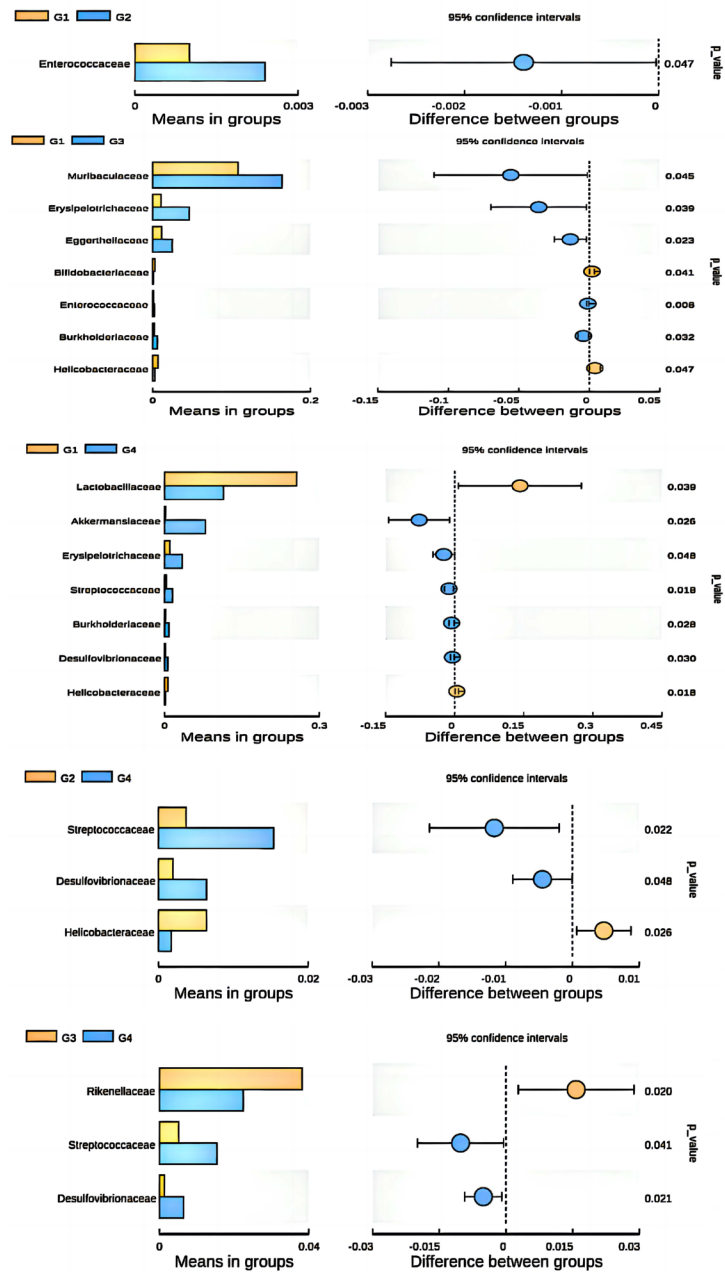 G1 G2 95% confidence intervals
Enterococcaceae 0.047
p_value
0 0.003 -0.003 -0.002 -0.001 0
Means in groups Difference between groups
G1 G3 95% confidence intervals
Muribaculaceae 0.045
Erysipelotrichaceae 0.039
Eggerthellaceae 0.023
Bifidobacteriaceae 0.041
p_value
Enterococcaceae 0.008
Burkholderiaceae 0.032
Helicobacteraceae 0.047
0 0.2 -0.15 -0.1 -0.05 0 0.05
Means in groups Difference between groups
G1 G4 95% confidence intervals
Lactobacillaceae 0.039
Akkermansiaceae 0.026
Erysipelotrichaceae 0.048
Streptococcaceae 0.018
p_value
Burkholderiaceae 0.028
Desulfovibrionaceae 0.030
Helicobacteraceae 0.018
0 0.3 -0.15 0 0.15 0.3 0.45
Means in groups Difference between groups
G2 G4 95% confidence intervals
Streptococcaceae 0.022
Desulfovibrionaceae 0.048
p_value
Helicobacteraceae 0.026
0 0.02 -0.03 -0.02 -0.01 0 0.01
Means in groups Difference between groups
G3 G4 95% confidence intervals
Rikenellaceae 0.020
Streptococcaceae 0.041
p_value
Desulfovibrionaceae 0.021
0 0.04 -0.03 -0.015 0 0.015 0.03
Means in groups Difference between groups